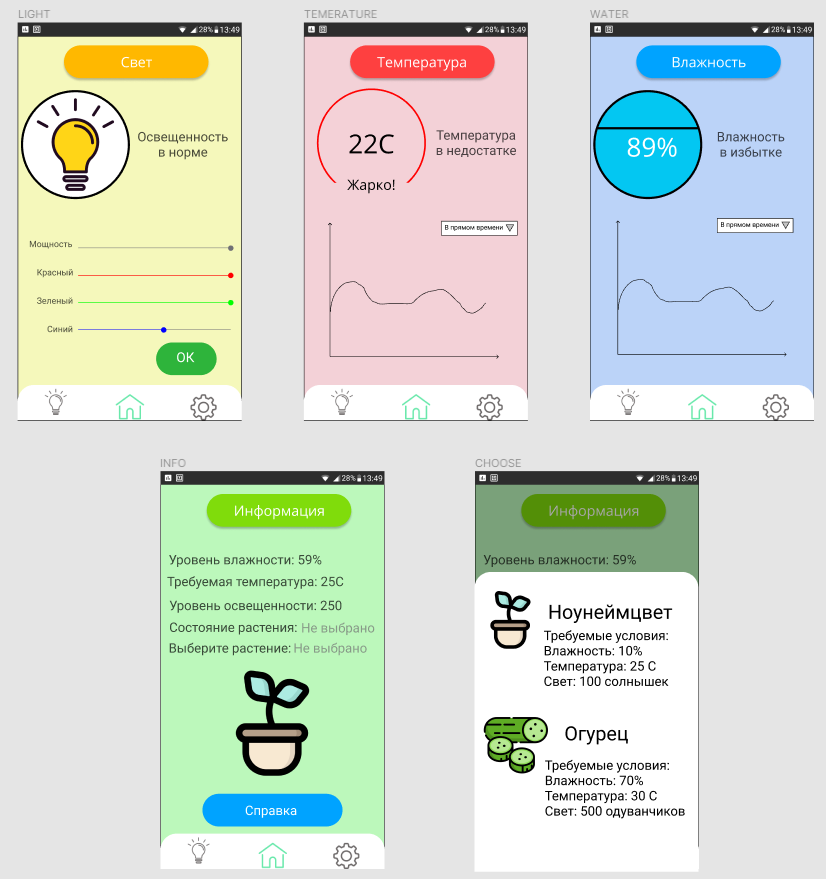 LIGHT
28% 13:49
Свет
Освещенность
в норме
Мощность
Красный
Зеленый
Синий
ОК
TEMERATURE
28% 13:49
Температура
22C
Жарко!
Температура
в недостатке
В прямом времени
WATER
28% 13:49
Влажность
89%
Влажность
в избытке
В прямом времени
INFO
28% 13:49
Информация
Уровень влажности: 59%
Требуемая температура: 25С
Уровень освещенности: 250
Состояние растения: Не выбрано
Выберите растение: Не выбрано
Справка
CHOOSE
28% 13:49
Информация
Уровень влажности: 59%
Ноунеймцвет
Требуемые условия:
Влажность: 10%
Температура: 25 С
Свет: 100 солнышек
Огурец
Требуемые условия:
Влажность: 70%
Температура: 30 С
Свет: 500 одуванчиков